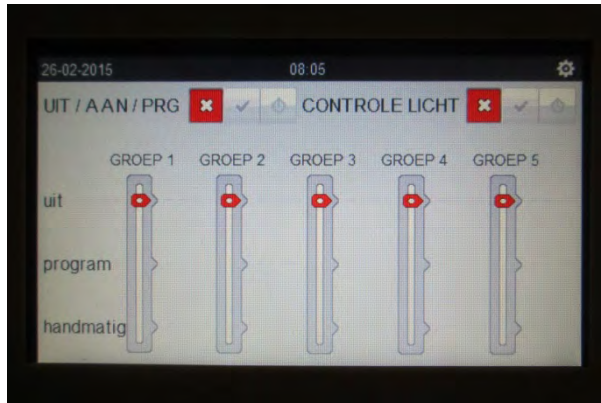 26-02-2015 08:05
UIT / AAN / PRG CONTROLE LICHT
GROEP 1 GROEP 2 GROEP 3 GROEP 4 GROEP 5
uit
program
handmatig